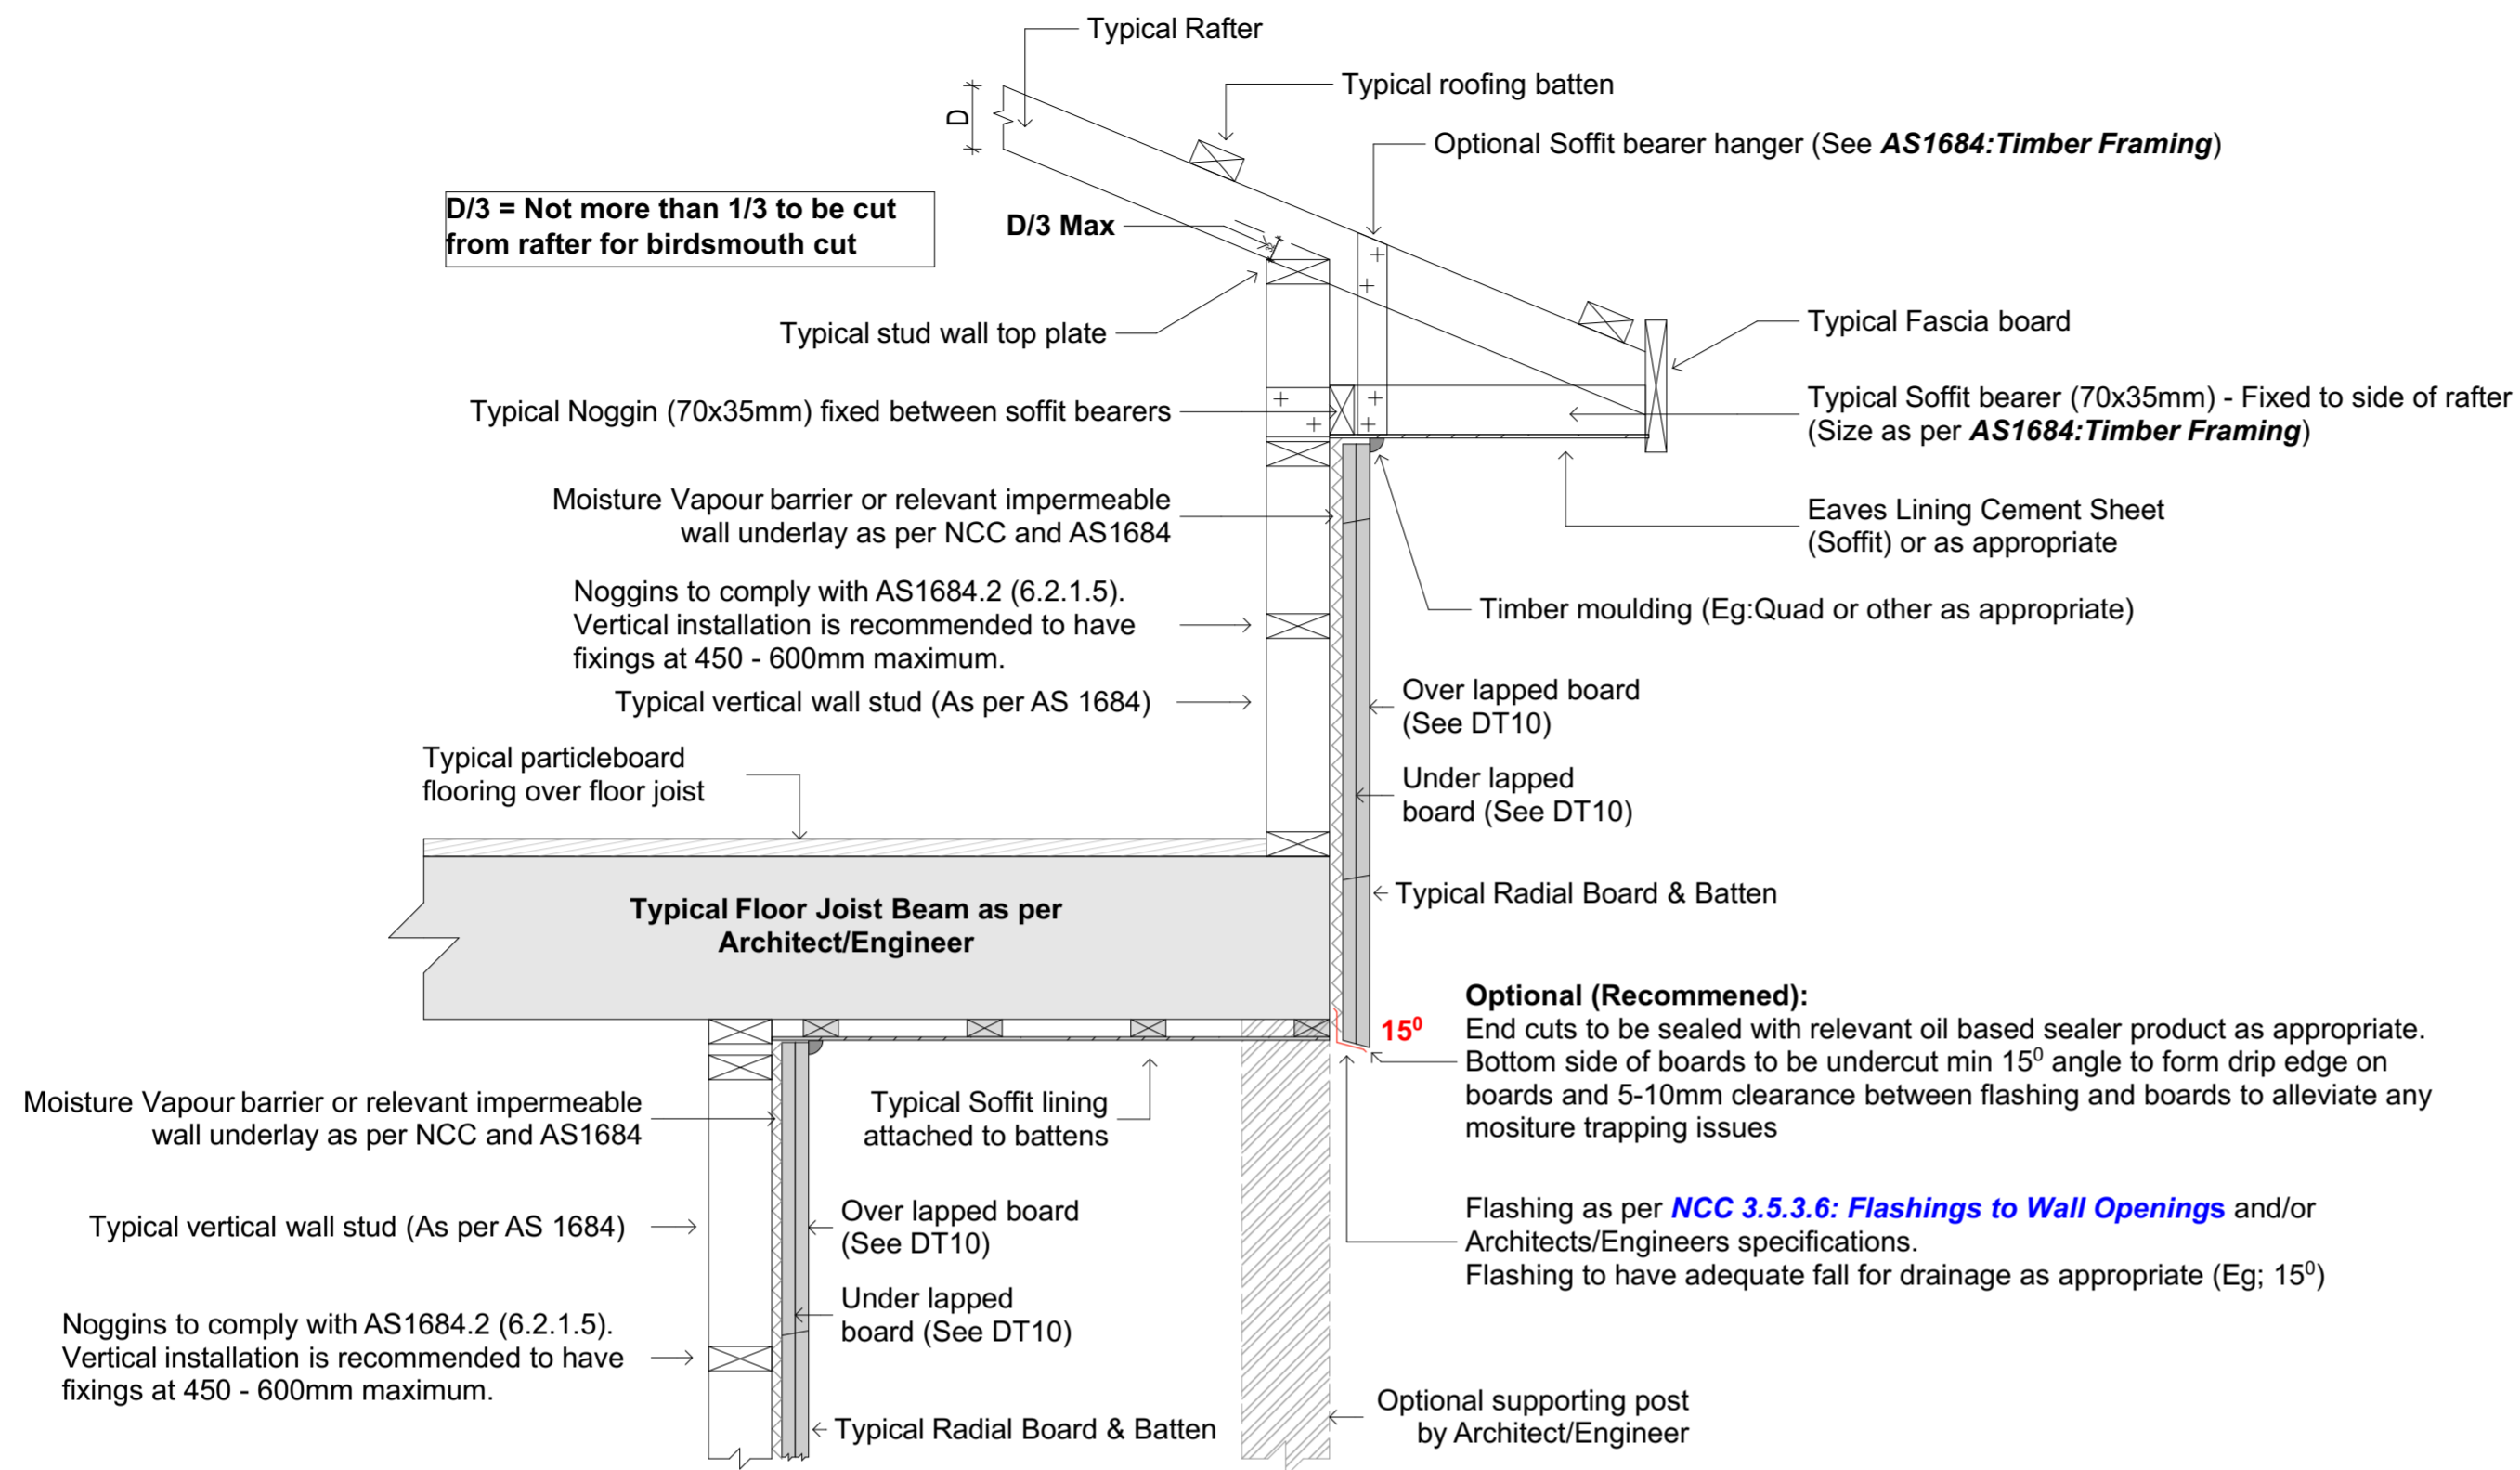 Typical Rafter
Typical roofing batten
D
Optional Soffit bearer hanger (See AS1684:Timber Framing)
D/3 = Not more than 1/3 to be cut
from rafter for birdsmouth cut
D/3 Max
Typical stud wall top plate
Typical Fascia board
Typical Noggin (70x35mm) fixed between soffit bearers
Typical Soffit bearer (70x35mm) - Fixed to side of rafter
(Size as per AS1684:Timber Framing)
Moisture Vapour barrier or relevant impermeable
wall underlay as per NCC and AS1684
Eaves Lining Cement Sheet
(Soffit) or as appropriate
Noggins to comply with AS1684.2 (6.2.1.5).
Vertical installation is recommended to have
fixings at 450 - 600mm maximum.
Timber moulding (Eg:Quad or other as appropriate)
Typical vertical wall stud (As per AS 1684)
Over lapped board
(See DT10)
Typical particleboard
flooring over floor joist
Under lapped
board (See DT10)
Typical Radial Board & Batten
Typical Floor Joist Beam as per
Architect/Engineer
15⁰
Optional (Recommened):
End cuts to be sealed with relevant oil based sealer product as appropriate.
Bottom side of boards to be undercut min 15⁰ angle to form drip edge on
boards and 5-10mm clearance between flashing and boards to alleviate any
mositure trapping issues
Moisture Vapour barrier or relevant impermeable
wall underlay as per NCC and AS1684
Typical Soffit lining
attached to battens
Typical vertical wall stud (As per AS 1684)
Over lapped board
(See DT10)
Flashing as per NCC 3.5.3.6: Flashings to Wall Openings and/or
Architects/Engineers specifications.
Flashing to have adequate fall for drainage as appropriate (Eg; 15⁰)
Under lapped
board (See DT10)
Noggins to comply with AS1684.2 (6.2.1.5).
Vertical installation is recommended to have
fixings at 450 - 600mm maximum.
Typical Radial Board & Batten
Optional supporting post
by Architect/Engineer